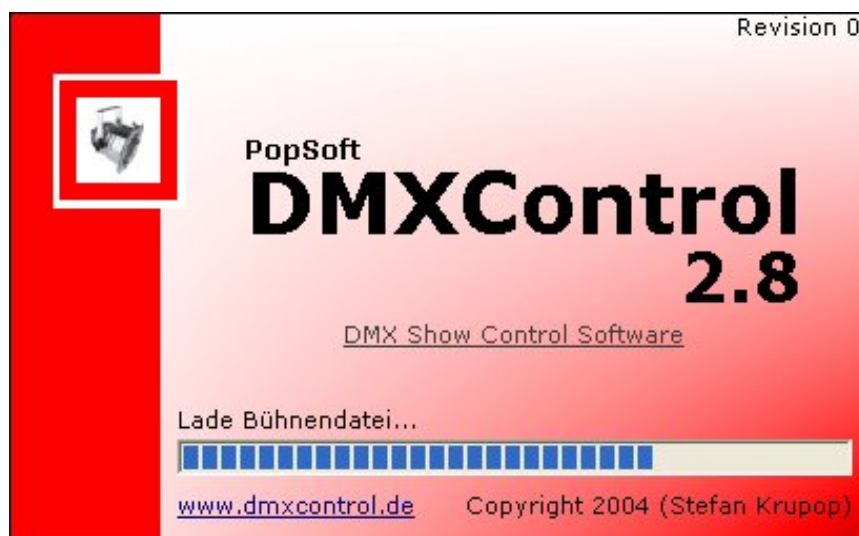 Revision 0
PopSoft
DMXControl
2.8
DMX Show Control Software
Lade Bühnendatei...
www.dmxcontrol.de Copyright 2004 (Stefan Krupop)